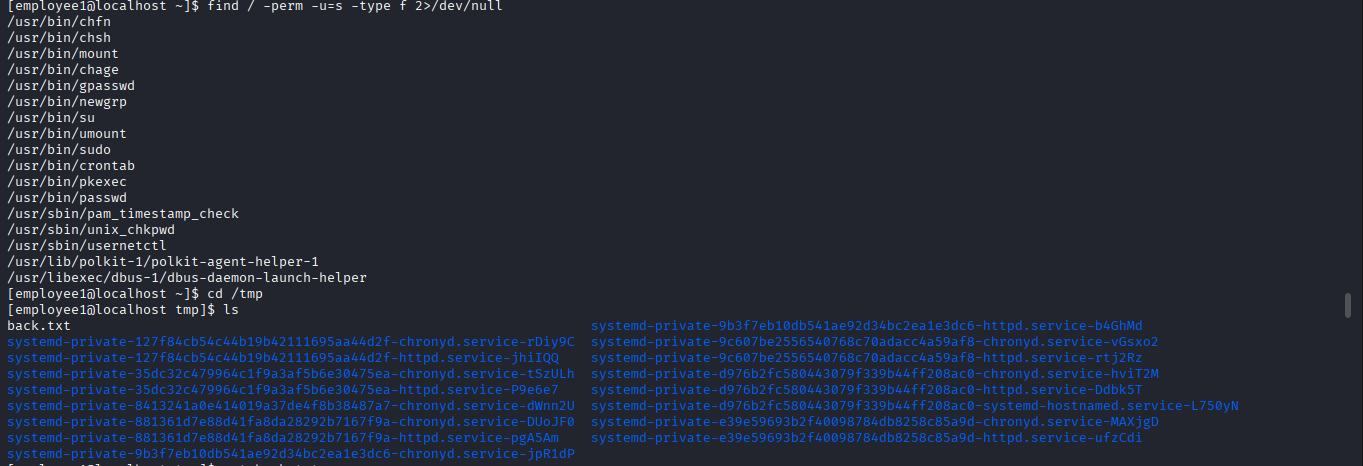 [employee1@localhost ~]$ find / -perm -u=s -type f 2>/dev/null
/usr/bin/chfn
/usr/bin/chsh
/usr/bin/mount
/usr/bin/chage
/usr/bin/gpasswd
/usr/bin/newgrp
/usr/bin/su
/usr/bin/umount
/usr/bin/sudo
/usr/bin/crontab
/usr/bin/pkexec
/usr/bin/passwd
/usr/sbin/pam_timestamp_check
/usr/sbin/unix_chkpwd
/usr/sbin/usernetctl
/usr/lib/polkit-1/polkit-agent-helper-1
/usr/libexec/dbus-1/dbus-daemon-launch-helper
[employee1@localhost ~]$ cd /tmp
[employee1@localhost tmp]$ ls
back.txt systemd-private-9b3f7eb10db541ae92d34bc2ea1e3dc6-httpd.service-b4GhMd
systemd-private-127f84cb54c44b19b42111695aa44d2f-chronyd.service-rDiy9C systemd-private-9c607be2556540768c70adacc4a59af8-chronyd.service-vGsxo2
systemd-private-127f84cb54c44b19b42111695aa44d2f-httpd.service-jhiIQQ systemd-private-9c607be2556540768c70adacc4a59af8-httpd.service-rtj2Rz
systemd-private-35dc32c479964c1f9a3af5b6e30475ea-chronyd.service-tSzULh systemd-private-d976b2fc580443079f339b44ff208ac0-chronyd.service-hviT2M
systemd-private-35dc32c479964c1f9a3af5b6e30475ea-httpd.service-P9e6e7 systemd-private-d976b2fc580443079f339b44ff208ac0-httpd.service-Ddbk5T
systemd-private-8413241a0e414019a37de4f8b38487a7-chronyd.service-dWnn2U systemd-private-d976b2fc580443079f339b44ff208ac0-systemd-hostnamed.service-L750yN
systemd-private-881361d7e88d41fa8da28292b7167f9a-chronyd.service-DUoJF0 systemd-private-e39e59693b2f40098784db8258c85a9d-chronyd.service-MAXjgD
systemd-private-881361d7e88d41fa8da28292b7167f9a-httpd.service-pgA5Am systemd-private-e39e59693b2f40098784db8258c85a9d-httpd.service-ufzCdi
systemd-private-9b3f7eb10db541ae92d34bc2ea1e3dc6-chronyd.service-jpR1dP